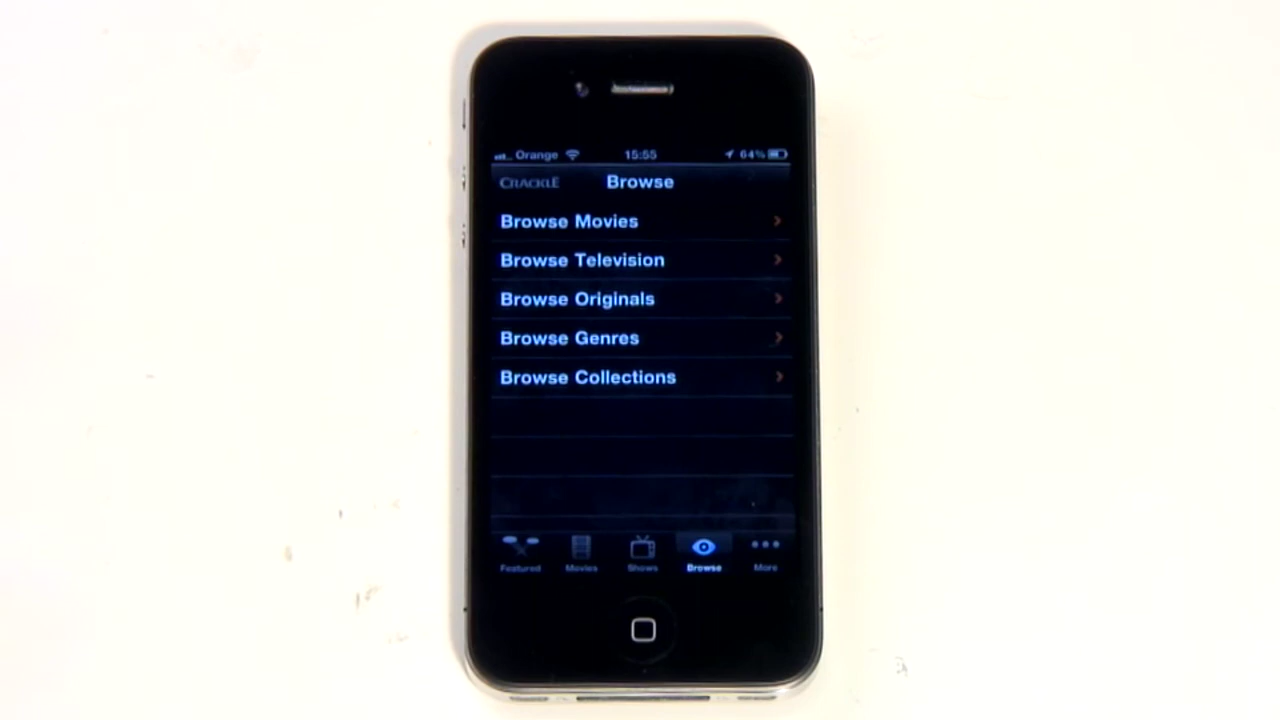 Orange 15:55 64%
CRACKLE Browse
Browse Movies
Browse Television
Browse Originals
Browse Genres
Browse Collections
Featured Movies Shows Browse More